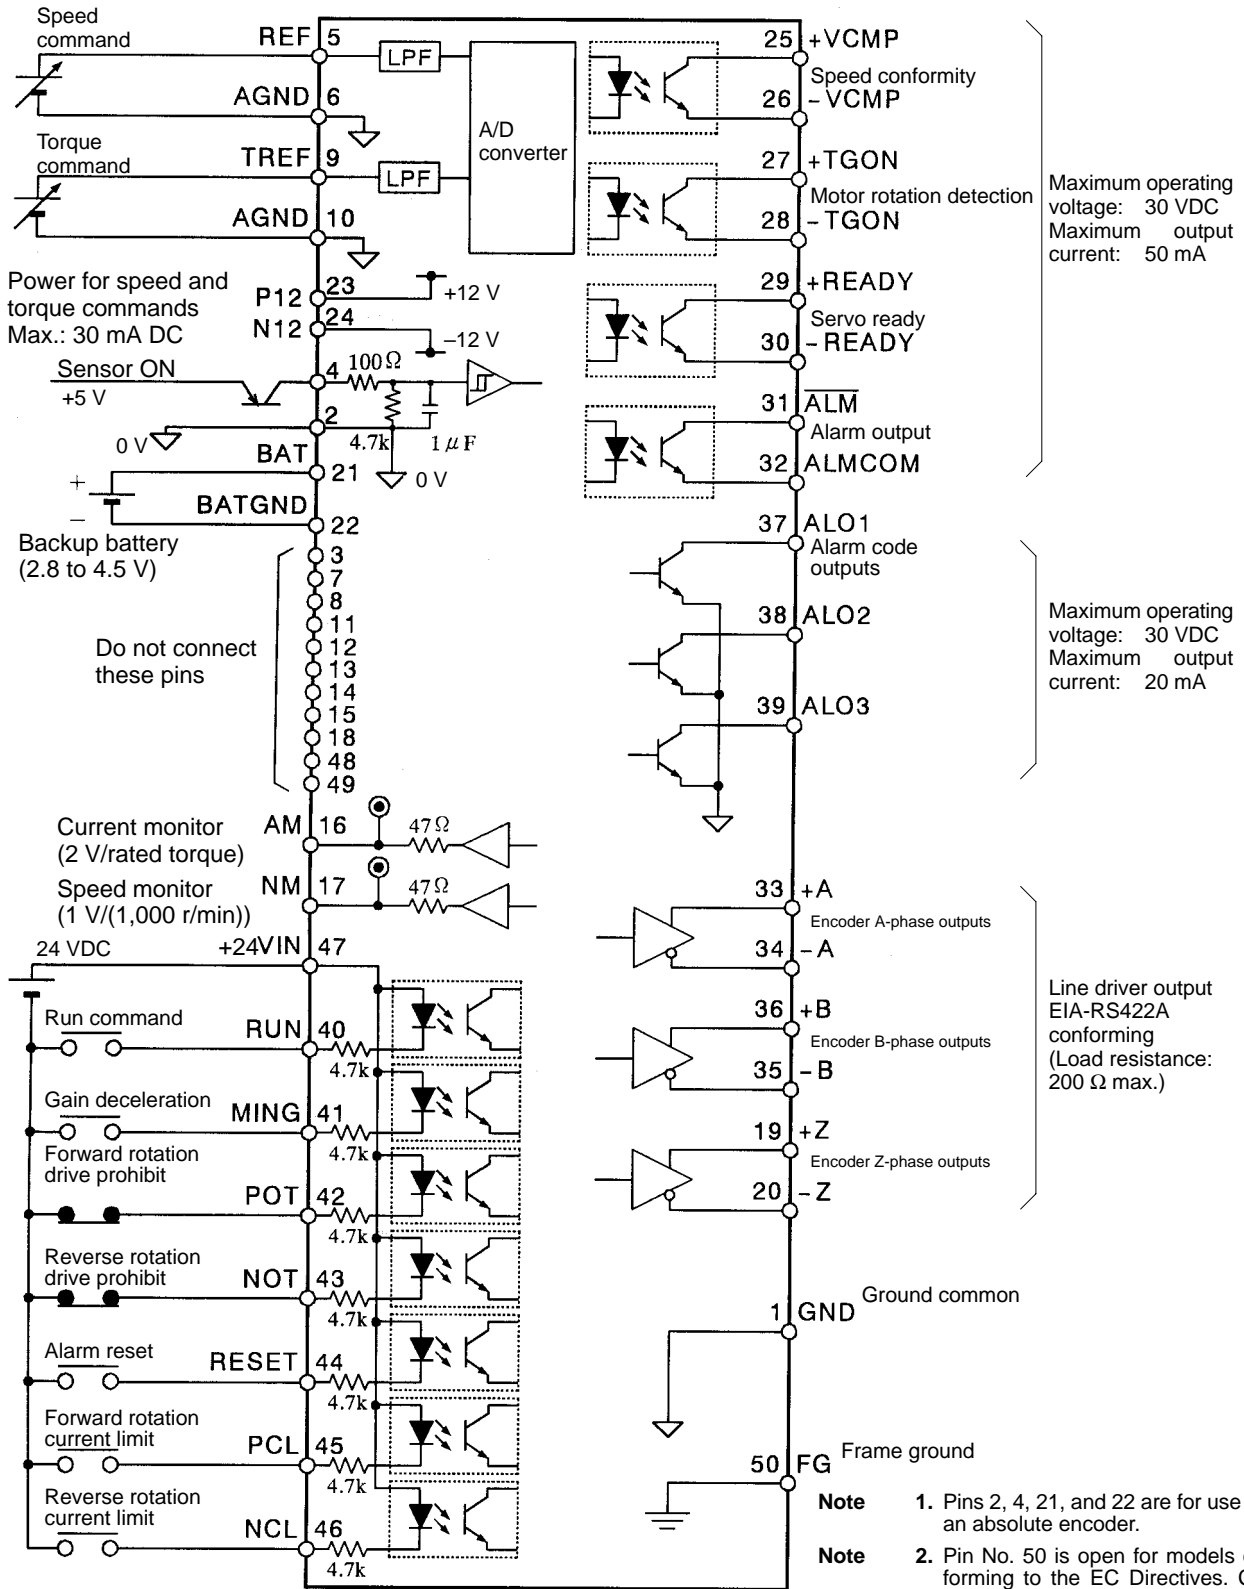 Speed
command
REF 5
LPF
AGND 6
Torque
command
TREF 9
LPF
AGND 10
A/D
converter
Power for speed and
torque commands
Max.: 30 mA DC
P12 23
+12 V
N12 24
–12 V
Sensor ON
+5 V
4
100Ω
2
0 V
4.7k
1 μF
0 V
BAT
21
+
–
BATGND
22
Backup battery
(2.8 to 4.5 V)
3
7
8
11
12
13
14
15
18
48
49
Do not connect
these pins
Current monitor
(2 V/rated torque)
AM 16
47Ω
Speed monitor
(1 V/(1,000 r/min))
NM 17
47Ω
24 VDC
+24VIN 47
Run command
RUN 40
4.7k
Gain deceleration
MING 41
4.7k
Forward rotation
drive prohibit
POT 42
4.7k
Reverse rotation
drive prohibit
NOT 43
4.7k
Alarm reset
RESET 44
4.7k
Forward rotation
current limit
PCL 45
4.7k
Reverse rotation
current limit
NCL 46
4.7k
25 +VCMP
Speed conformity
26 –VCMP
27 +TGON
Motor rotation detection
28 –TGON
29 +READY
Servo ready
30 –READY
31 ALM
Alarm output
32 ALMCOM
Maximum operating
voltage: 30 VDC
Maximum output
current: 50 mA
37 ALO1
Alarm code
outputs
38 ALO2
39 ALO3
Maximum operating
voltage: 30 VDC
Maximum output
current: 20 mA
33 +A
Encoder A-phase outputs
34 –A
36 +B
Encoder B-phase outputs
35 –B
19 +Z
Encoder Z-phase outputs
20 –Z
Line driver output
EIA-RS422A
conforming
(Load resistance:
200 Ω max.)
1 GND
Ground common
50 FG
Frame ground
Note 1. Pins 2, 4, 21, and 22 are for use
an absolute encoder.
Note 2. Pin No. 50 is open for models
forming to the EC Directives.